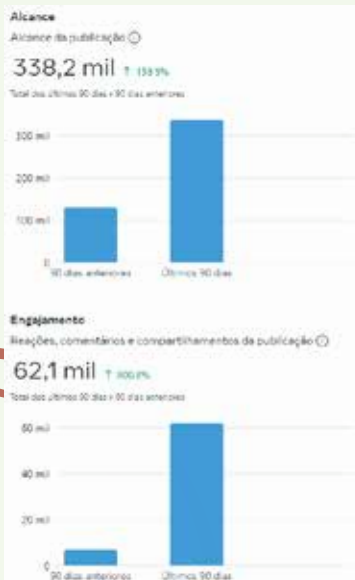 Alcance
Alcance da publicação
338,2 mil ↑
Total dos últimos 90 dias x 90 dias anteriores
300 mil
200 mil
100 mil
0
90 dias anteriores Últimos 90 dias
Engajamento
Reações, comentários e compartilhamentos da publicação
62,1 mil ↑
Total dos últimos 90 dias x 90 dias anteriores
60 mil
40 mil
20 mil
0
90 dias anteriores Últimos 90 dias